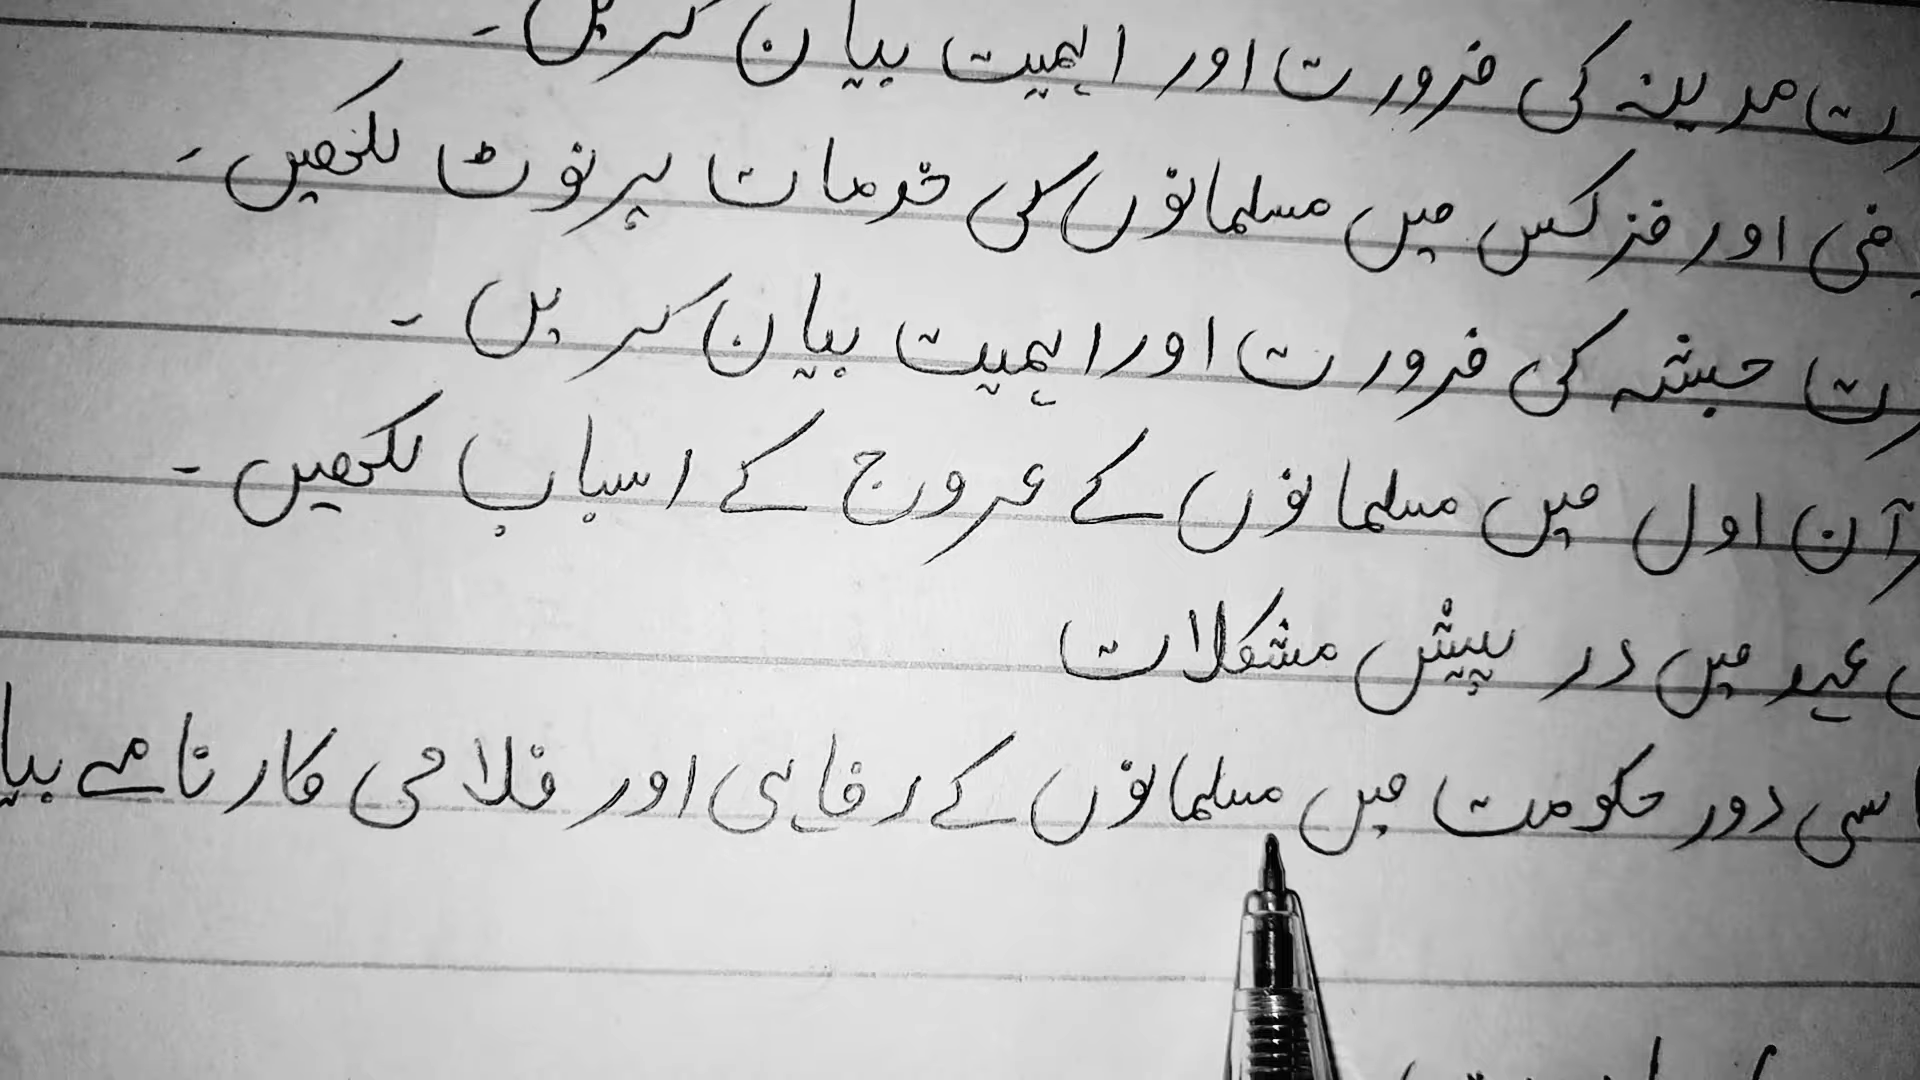 مدینہ کی ضرورت اور اہمیت بیان کریں۔
اور فزکس میں مسلمانوں کی خدمات پر نوٹ لکھیں۔
حبشہ کی ضرورت اور اہمیت بیان کریں۔
اول میں مسلمانوں کے عروج کے اسباب لکھیں۔
میں در پیش مشکلات
دور حکومت میں مسلمانوں کے رفاہی اور فلاحی کارنامے